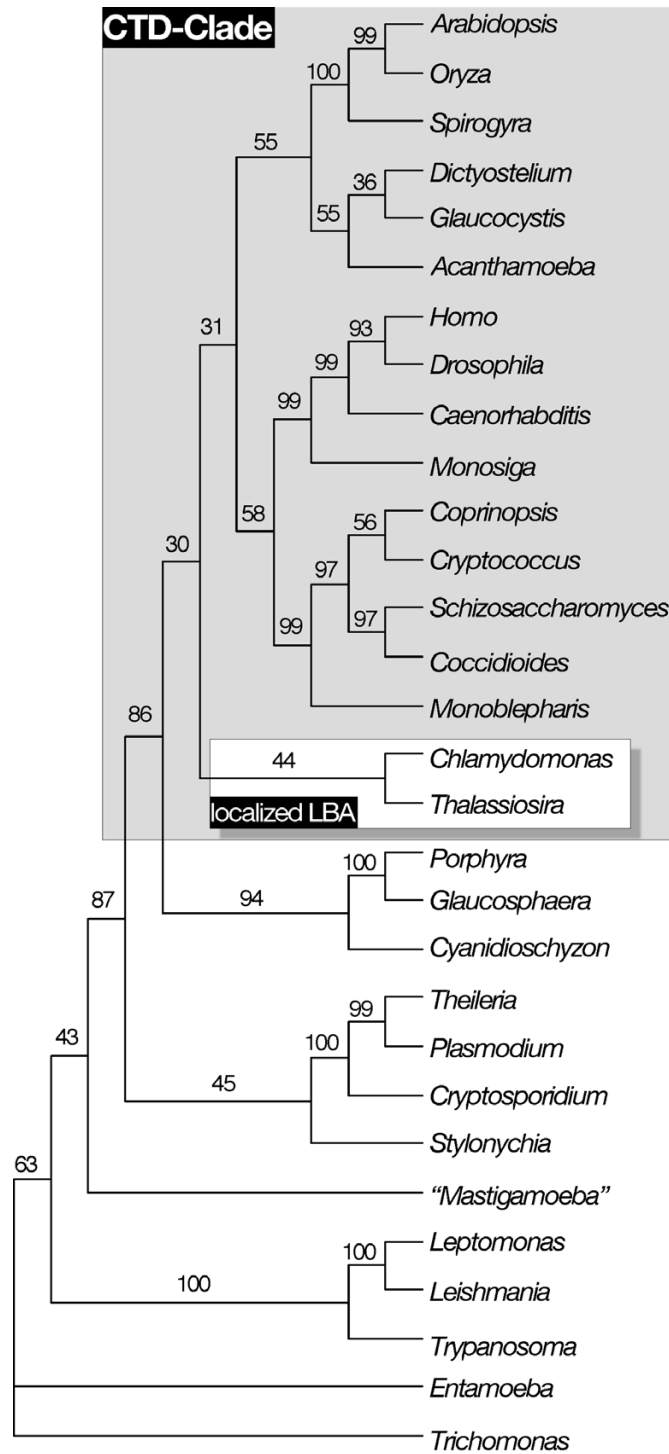 CTD-Clade
99
Arabidopsis
100
Oryza
Spirogyra
55
36
Dictyostelium
55
Glaucocystis
Acanthamoeba
31
93
Homo
99
Drosophila
99
Caenorhabditis
Monosiga
58
56
Coprinopsis
30
97
Cryptococcus
99
97
Schizosaccharomyces
Coccidioides
Monoblepharis
86
44
Chlamydomonas
localized LBA
Thalassiosira
100
Porphyra
87
94
Glaucosphaera
Cyanidioschyzon
99
Theileria
43
100
Plasmodium
45
Cryptosporidium
Stylonychia
63
“Mastigamoeba”
100
Leptomonas
100
Leishmania
Trypanosoma
Entamoeba
Trichomonas